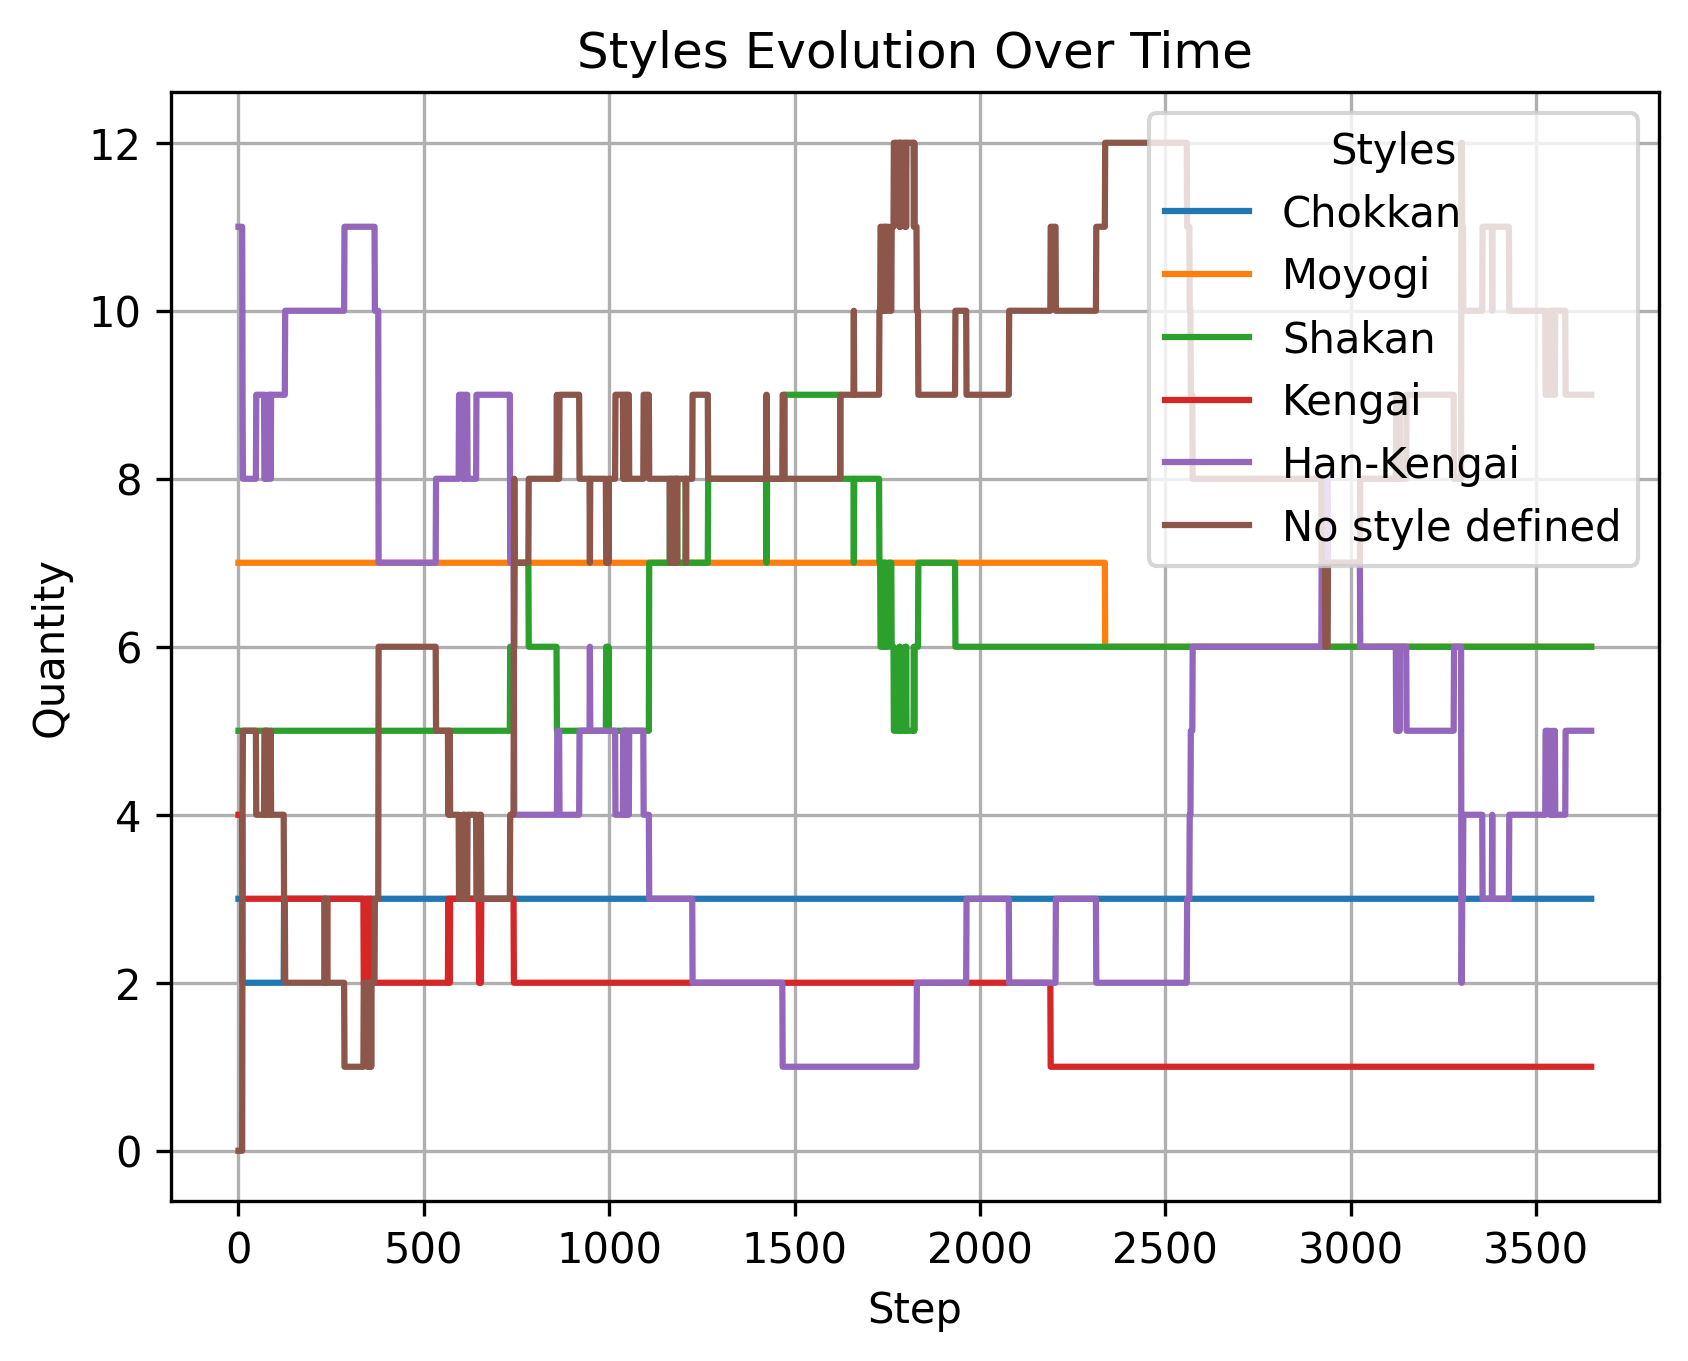 Styles Evolution Over Time
Quantity
12
10
8
6
4
2
0
Styles
Chokkan
Moyogi
Shakan
Kengai
Han-Kengai
No style defined
0 500 1000 1500 2000 2500 3000 3500
Step